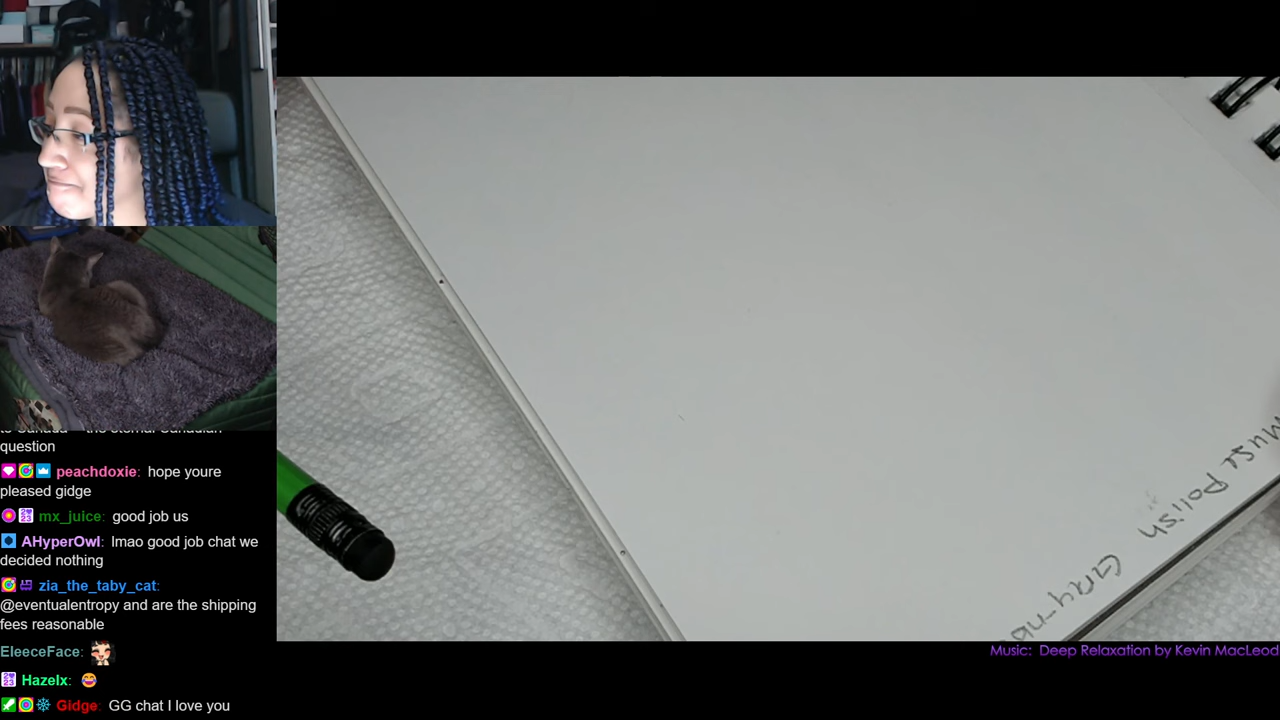 question
peachdoxie: hope youre
pleased gidge
mx_juice: good job us
AHyperOwl: lmao good job chat we
decided nothing
zia_the_taby_cat:
@eventualentropy and are the shipping
fees reasonable
EleeceFace:
Hazelx: 😂
Gidge: GG chat I love you
Polish
Music: Deep Relaxation by Kevin MacLeod